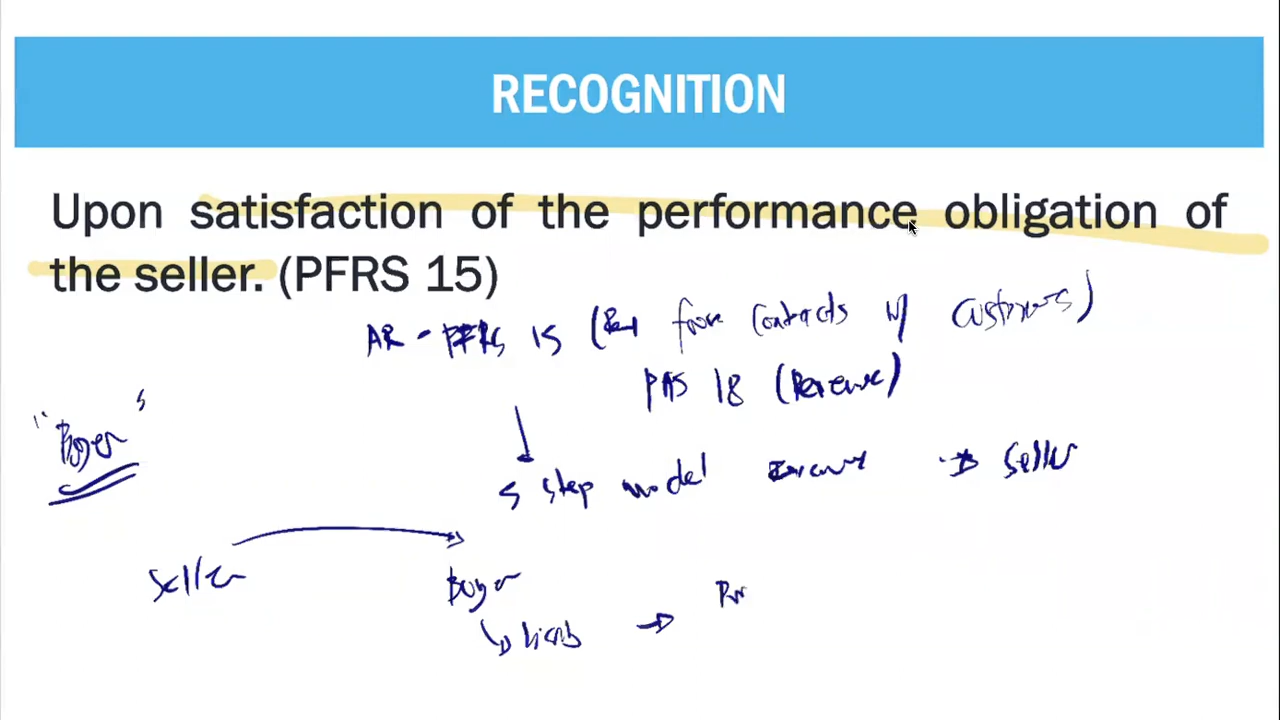 RECOGNITION
Upon satisfaction of the performance obligation of
the seller. (PFRS 15)
AR - PFRS 15 (Rev from Contracts w/ Customers)
PAS 18 (Revenue)
"Buyer"
5 step model → Seller
Seller
Buyer